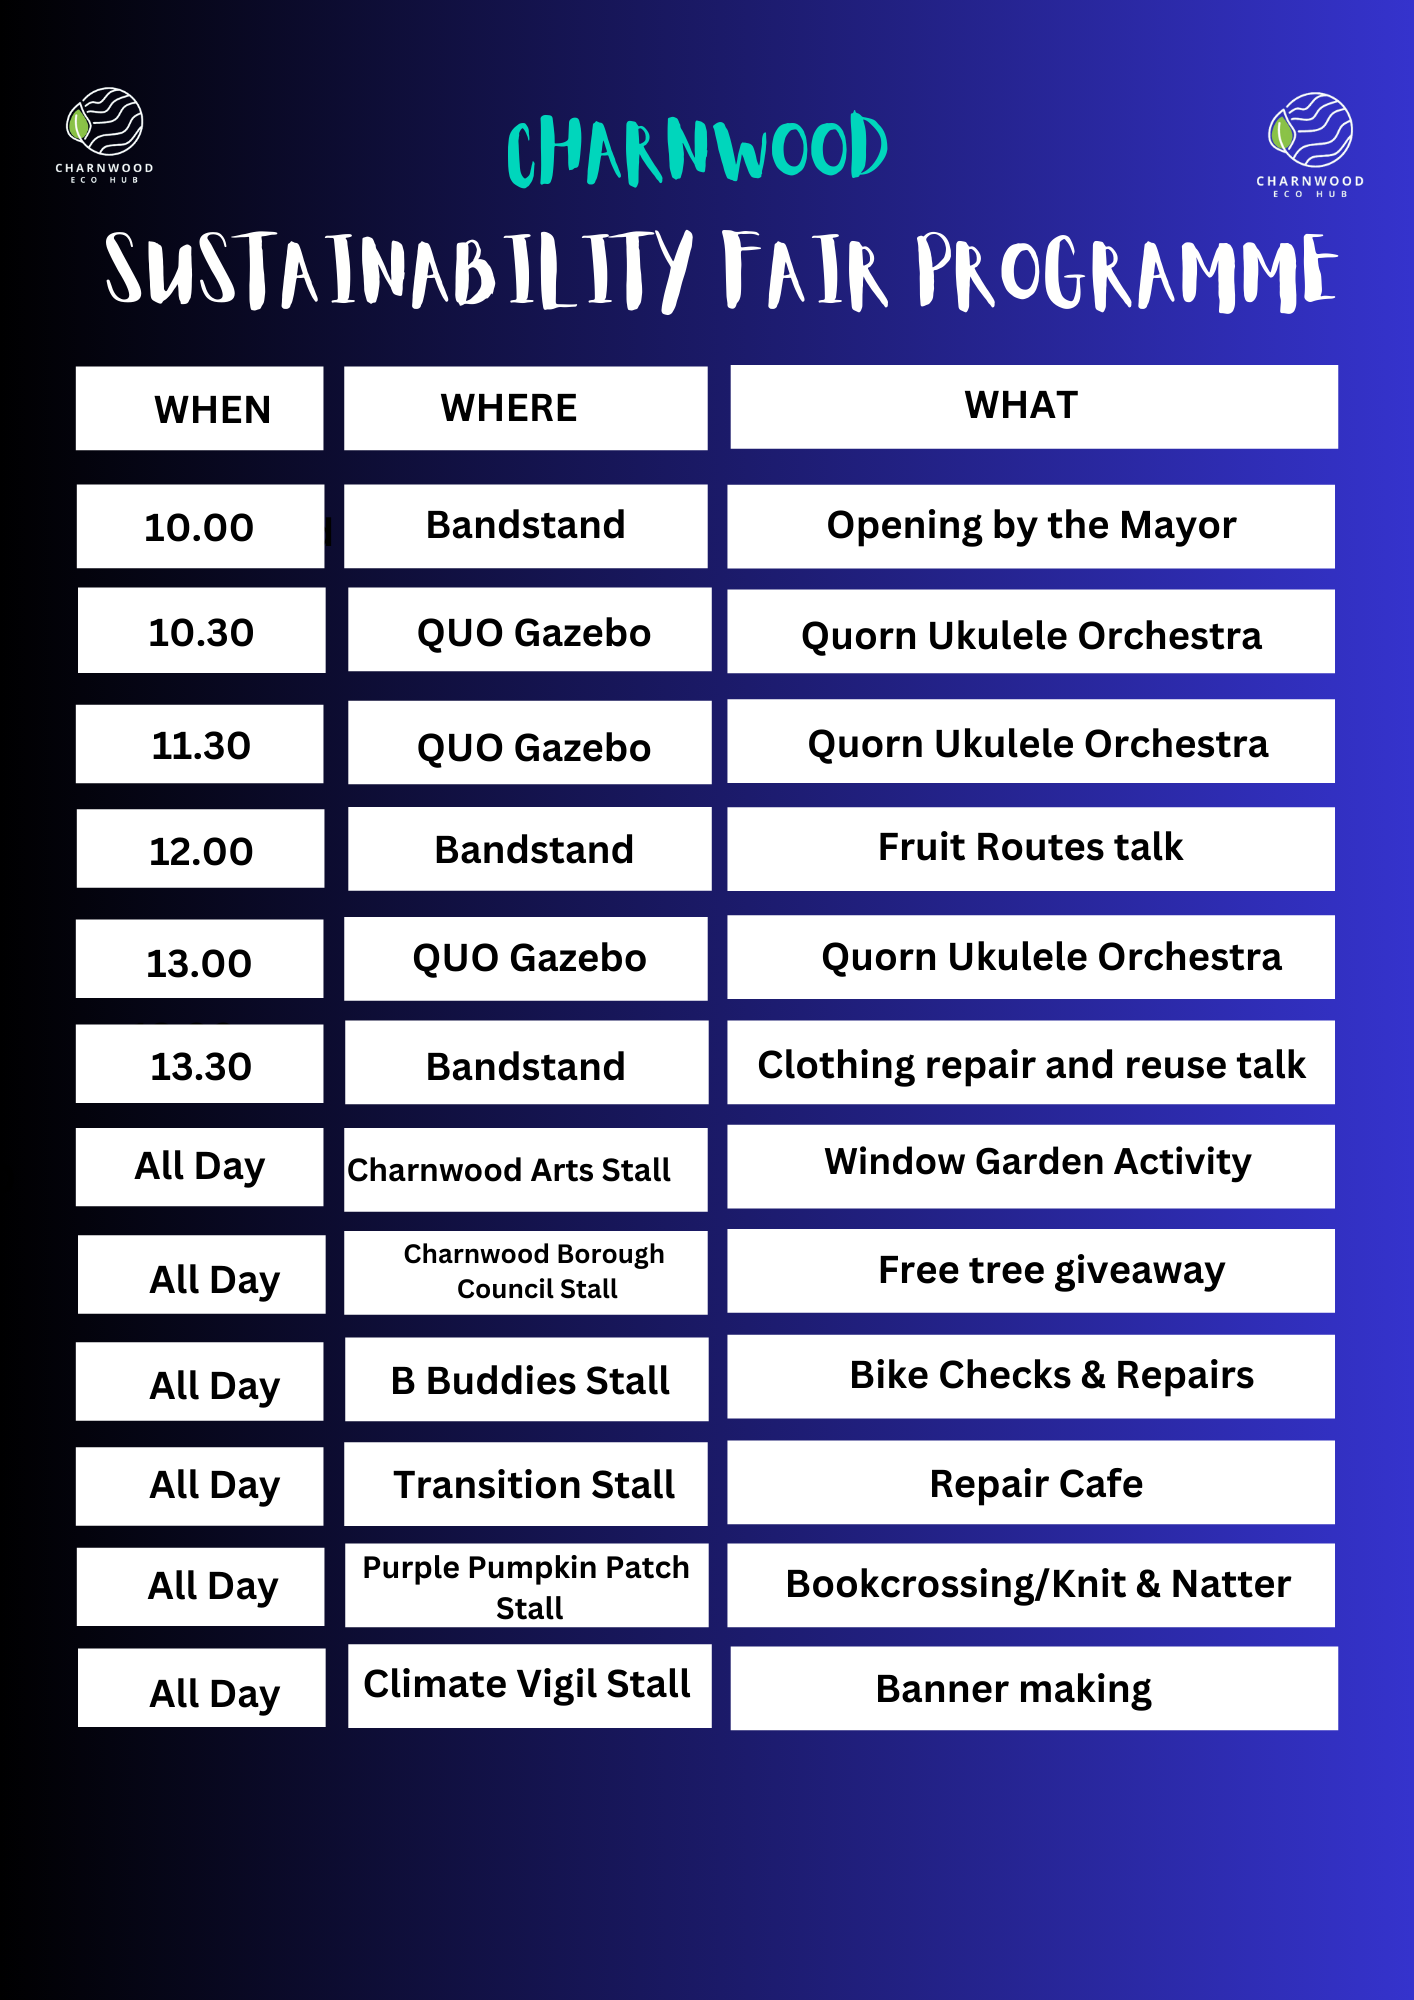 CHARNWOOD
ECO HUB
CHARNWOOD
CHARNWOOD
ECO HUB
SUSTAINABILITY FAIR PROGRAMME
WHEN WHERE WHAT
10.00 Bandstand Opening by the Mayor
10.30 QUO Gazebo Quorn Ukulele Orchestra
11.30 QUO Gazebo Quorn Ukulele Orchestra
12.00 Bandstand Fruit Routes talk
13.00 QUO Gazebo Quorn Ukulele Orchestra
13.30 Bandstand Clothing repair and reuse talk
All Day Charnwood Arts Stall Window Garden Activity
All Day Charnwood Borough
Council Stall Free tree giveaway
All Day B Buddies Stall Bike Checks & Repairs
All Day Transition Stall Repair Cafe
All Day Purple Pumpkin Patch
Stall Bookcrossing/Knit & Natter
All Day Climate Vigil Stall Banner making